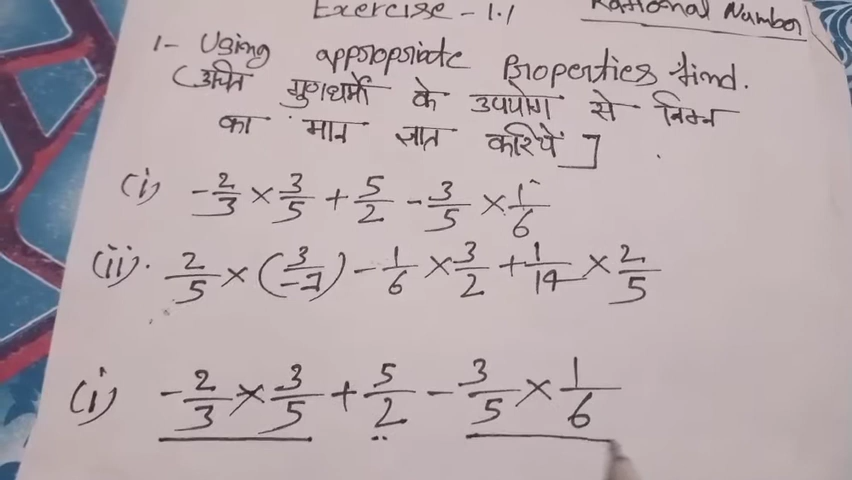 Exercise - 1.1
Rational Number
1- Using appropriate Properties find.
(उचित गुणधर्मो के उपयोग से निम्न
का मान ज्ञात करिये]
(i) -2/3 × 3/5 + 5/2 - 3/5 × 1/6
(ii). 2/5 × (3/-7) - 1/6 × 3/2 + 1/14 × 2/5
(i) -2/3 × 3/5 + 5/2 - 3/5 × 1/6